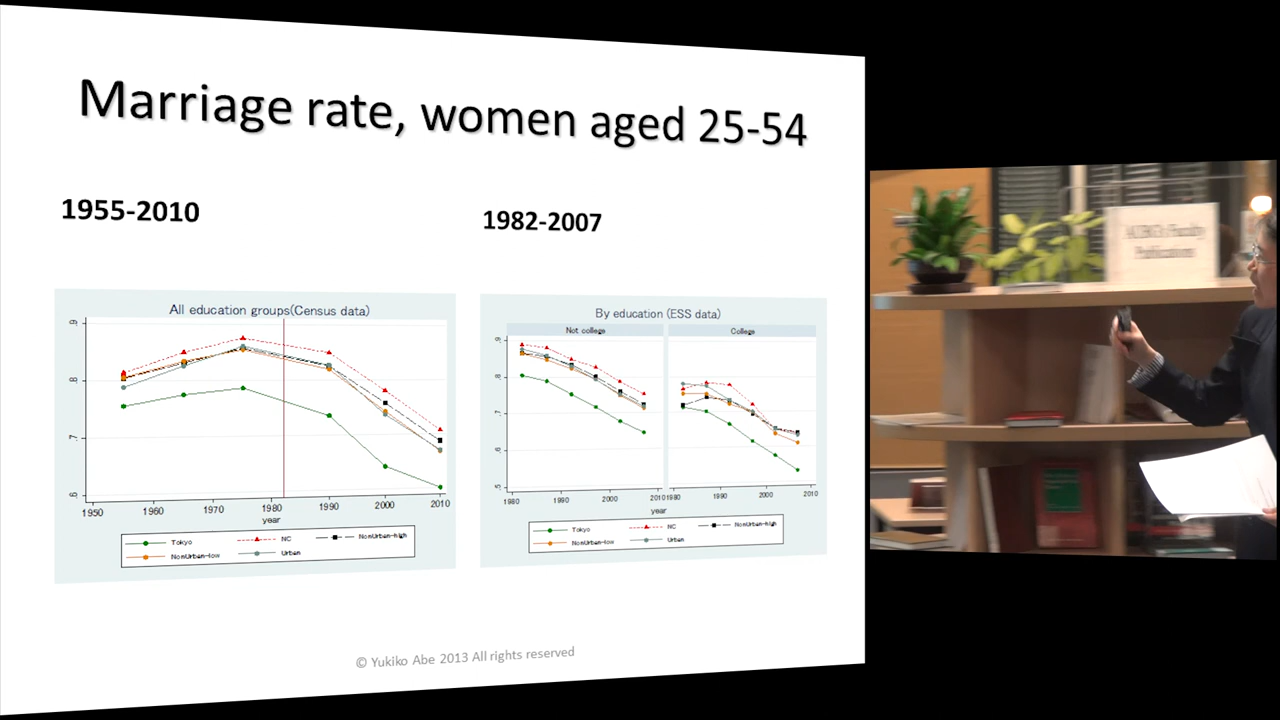 Marriage rate, women aged 25-54
1955-2010
1982-2007
All education groups(Census data)
.9
.8
.7
.6
1950 1960 1970 1980 1990 2000 2010
year
Tokyo NC NonUrban-high
NonUrban-low Urban
By education (ESS data)
Not college College
.9
.8
.7
.6
.5
1980 1990 2000 2010 1980 1990 2000 2010
year
Tokyo NC NonUrban-high
NonUrban-low Urban
© Yukiko Abe 2013 All rights reserved
Faculty
Publications